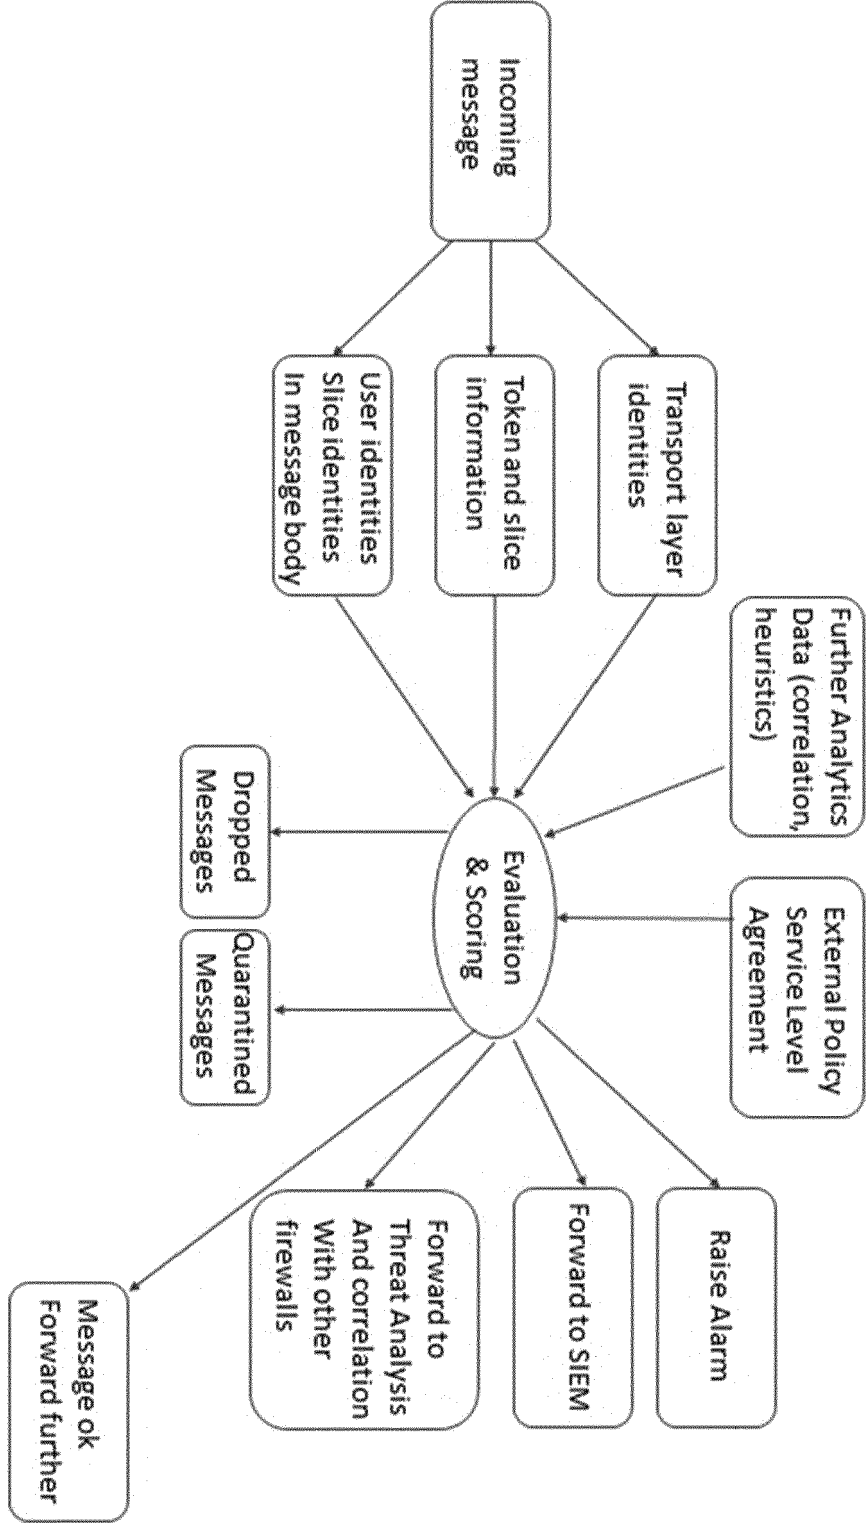 Incoming
message
Transport layer
identities
Token and slice
information
User identities
Slice identities
In message body
Further Analytics
Data (correlation,
heuristics)
External Policy
Service Level
Agreement
Evaluation
& Scoring
Dropped
Messages
Quarantined
Messages
Raise Alarm
Forward to SIEM
Forward to
Threat Analysis
And correlation
With other
firewalls
Message ok
Forward further